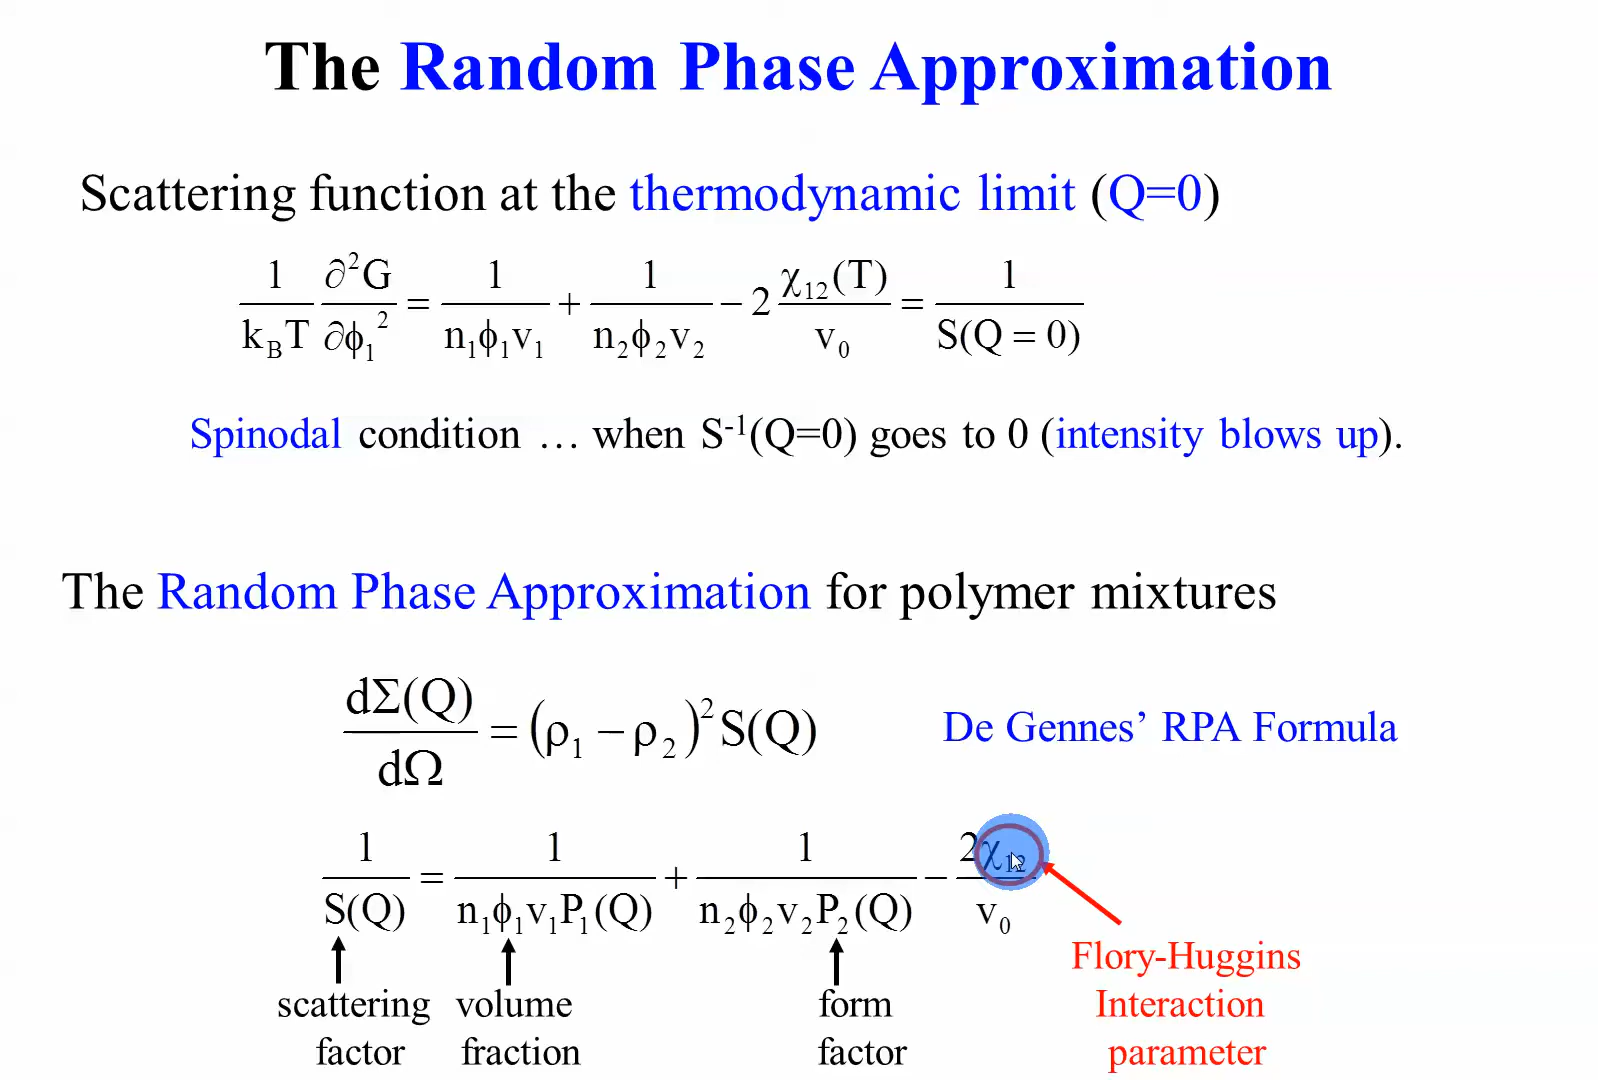 The Random Phase Approximation
Scattering function at the thermodynamic limit (Q=0)
1/(k_B T) ∂²G/∂ϕ₁² = 1/(n₁ϕ₁v₁) + 1/(n₂ϕ₂v₂) − 2 χ₁₂(T)/v₀ = 1/S(Q = 0)
Spinodal condition … when S⁻¹(Q=0) goes to 0 (intensity blows up).
The Random Phase Approximation for polymer mixtures
dΣ(Q)/dΩ = (ρ₁ − ρ₂)² S(Q)
De Gennes’ RPA Formula
1/S(Q) = 1/(n₁ϕ₁v₁P₁(Q)) + 1/(n₂ϕ₂v₂P₂(Q)) − 2χ₁₂/v₀
scattering factor
volume fraction
form factor
Flory-Huggins
Interaction
parameter